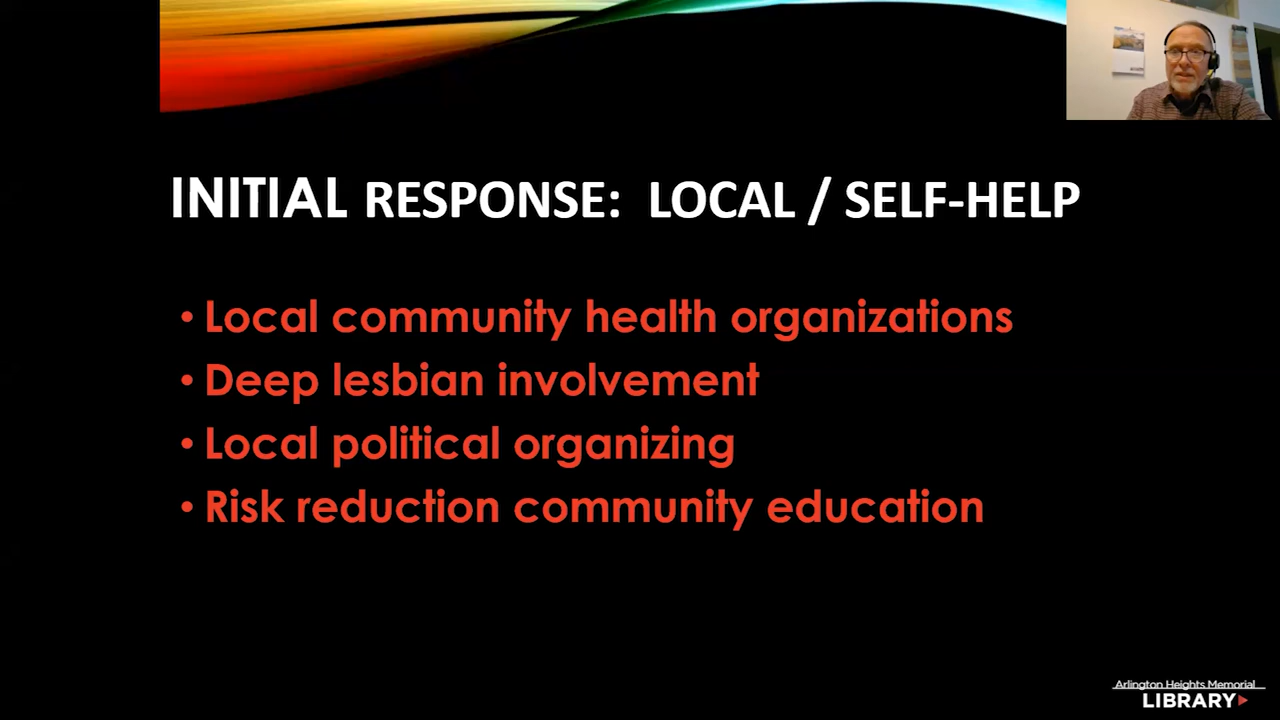 INITIAL RESPONSE: LOCAL / SELF-HELP
• Local community health organizations
• Deep lesbian involvement
• Local political organizing
• Risk reduction community education
Arlington Heights Memorial
LIBRARY